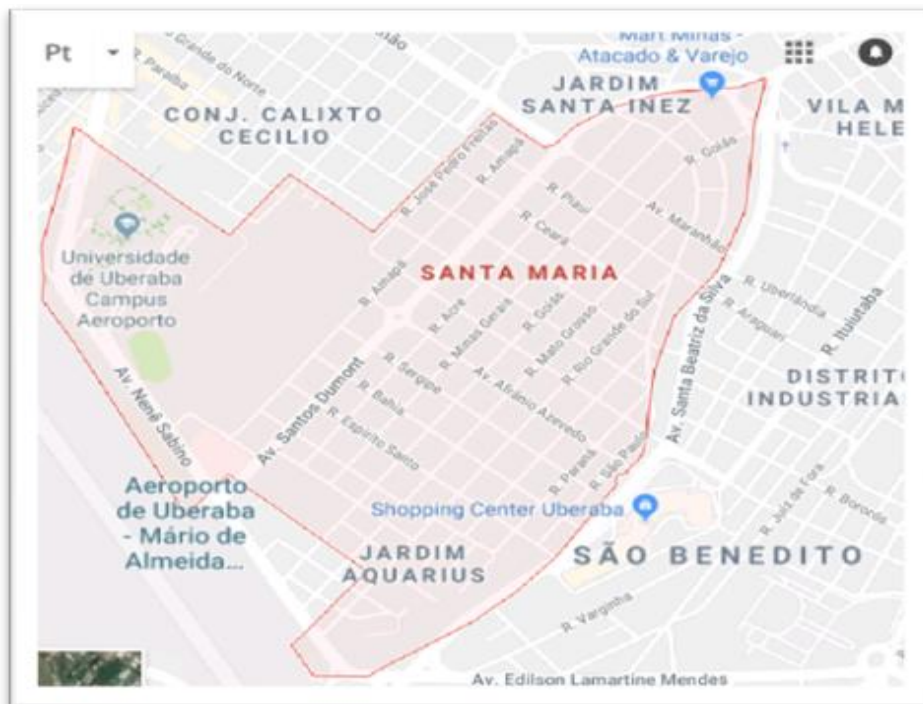 Pt
R. Paraíba
Grande do Norte
Mart Minas -
Atacado & Varejo
CONJ. CALIXTO
CECILIO
JARDIM
SANTA INEZ
VILA M
HELE
R. José Pedro Freitas
R. Amapá
R. Goiás
R. Piauí
Av. Maranhão
R. Ceará
Universidade
de Uberaba
Campus
Aeroporto
SANTA MARIA
R. Amapá
R. Acre
R. Minas Gerais
R. Goiás
R. Mato Grosso
R. Rio Grande do Sul
Av. Santa Beatriz da Silva
R. Uberlândia
R. Araguari
R. Ituiutaba
Av. Nenê Sabino
Av. Santos Dumont
R. Sergipe
R. Bahia
R. Espírito Santo
Av. Afrânio Azevedo
R. Paraná
R. São Paulo
DISTRIT
INDUSTRIA
Aeroporto
de Uberaba
- Mário de
Almeida...
Shopping Center Uberaba
R. Juiz de Fora
R. Bororós
JARDIM
AQUARIUS
SÃO BENEDITO
R. Varginha
Av. Edilson Lamartine Mendes